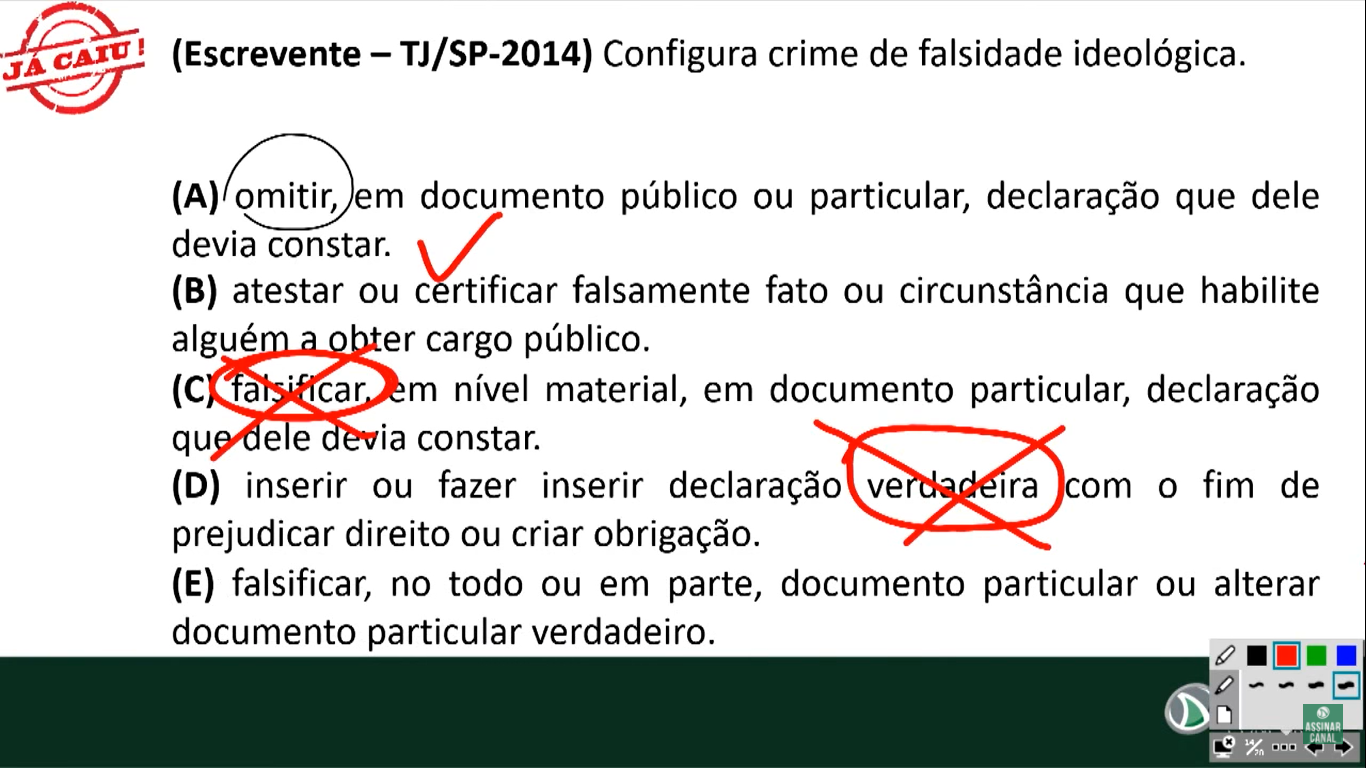 JÁ CAIU !
(Escrevente – TJ/SP-2014) Configura crime de falsidade ideológica.
(A) omitir, em documento público ou particular, declaração que dele
devia constar.
(B) atestar ou certificar falsamente fato ou circunstância que habilite
alguém a obter cargo público.
(C) falsificar, em nível material, em documento particular, declaração
que dele devia constar.
(D) inserir ou fazer inserir declaração verdadeira com o fim de
prejudicar direito ou criar obrigação.
(E) falsificar, no todo ou em parte, documento particular ou alterar
documento particular verdadeiro.
ASSINAR
CANAL
14/20